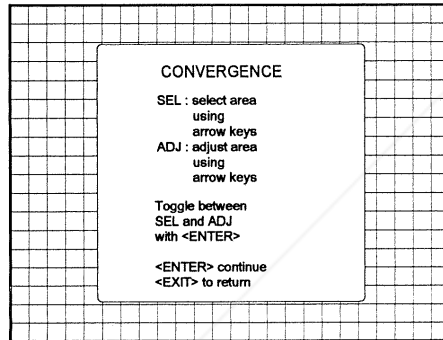 CONVERGENCE
SEL : select area
using
arrow keys
ADJ : adjust area
using
arrow keys
Toggle between
SEL and ADJ
with <ENTER>
<ENTER> continue
<EXIT> to return